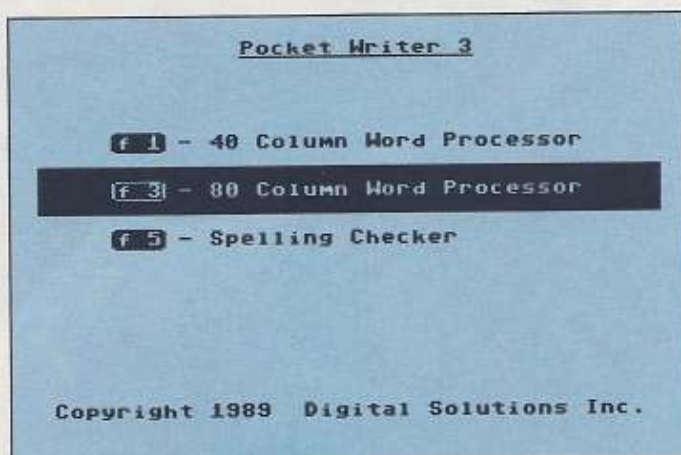 Pocket Writer 3
f 1 - 40 Column Word Processor
f 3 - 80 Column Word Processor
f 5 - Spelling Checker
Copyright 1989 Digital Solutions Inc.